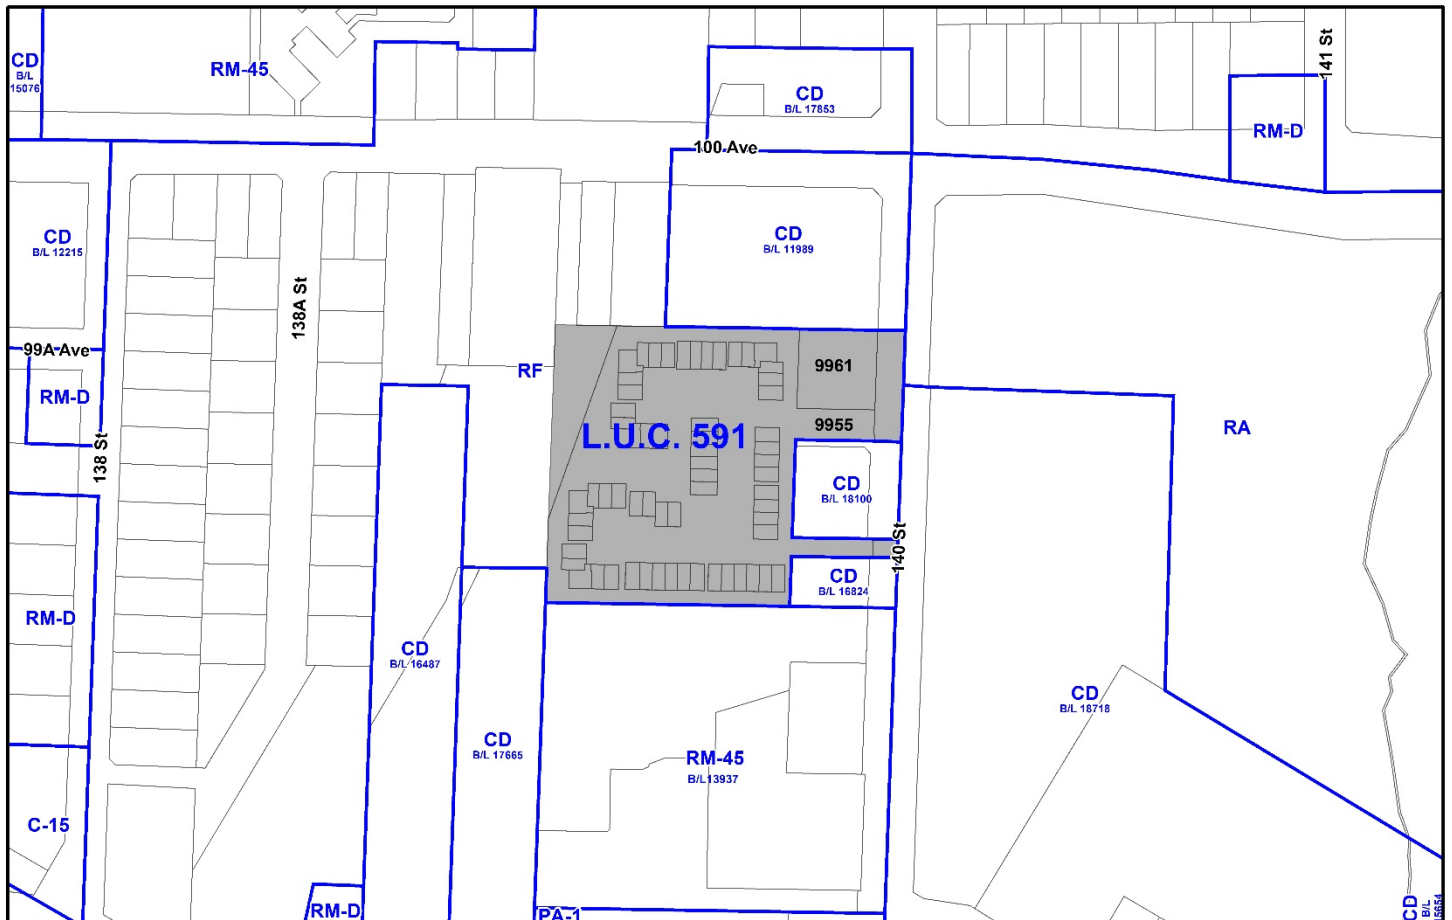 CD
B/L
15076
RM-45
CD
B/L 17853
141 St
RM-D
100 Ave
CD
B/L 12215
CD
B/L 11989
138A St
99A Ave
RM-D
RF
9961
9955
L.U.C. 591
RA
138 St
CD
B/L 18100
140 St
CD
B/L 16824
RM-D
CD
B/L 16487
CD
B/L 18718
CD
B/L 17665
RM-45
B/L13937
C-15
RM-D
PA-1
CD
B/L